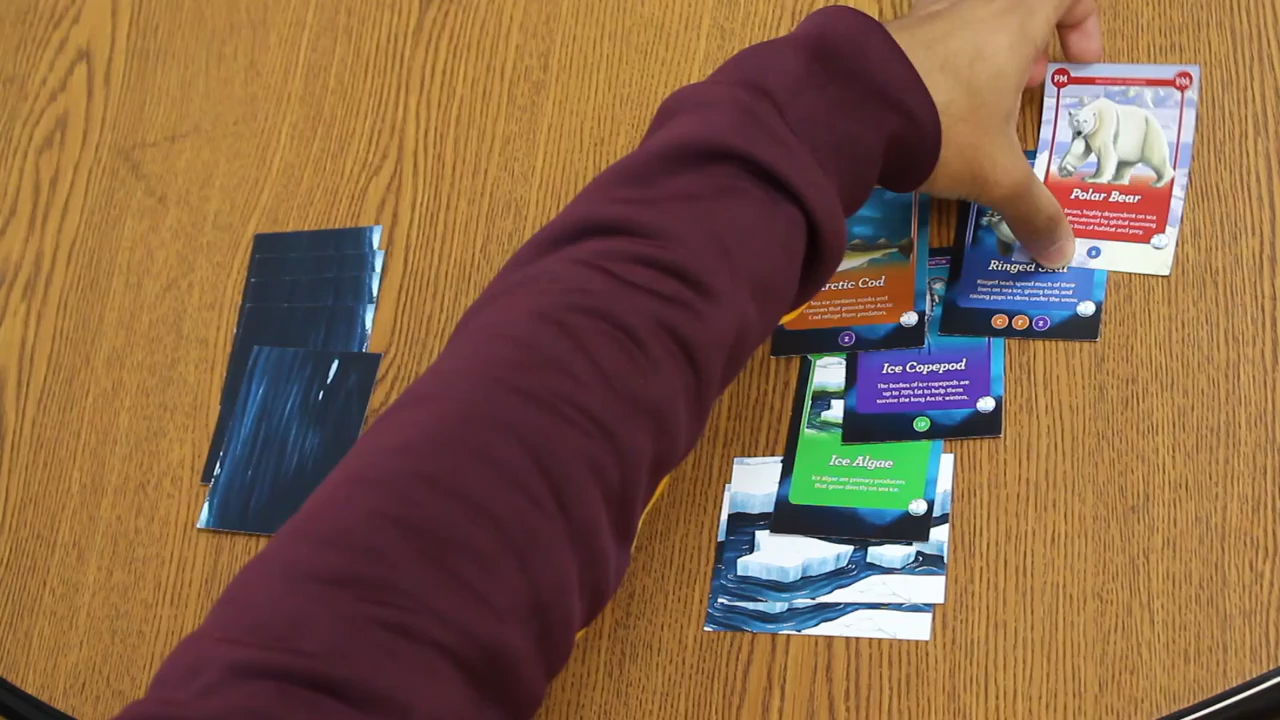 PM
PM
Polar Bear
bears, highly dependent on sea
threatened by global warming
loss of habitat and prey.
S
Ringed Seal
Ringed seals spend much of their
lives on sea ice, giving birth and
raising pups in dens under the snow.
C F Z
Arctic Cod
Sea ice contains nooks and
crannies that provide the Arctic
Cod refuge from predators.
Z
Ice Copepod
The bodies of ice copepods are
up to 70% fat to help them
survive the long Arctic winters.
IP
Ice Algae
Ice Algae are primary producers
that grow directly on sea ice.